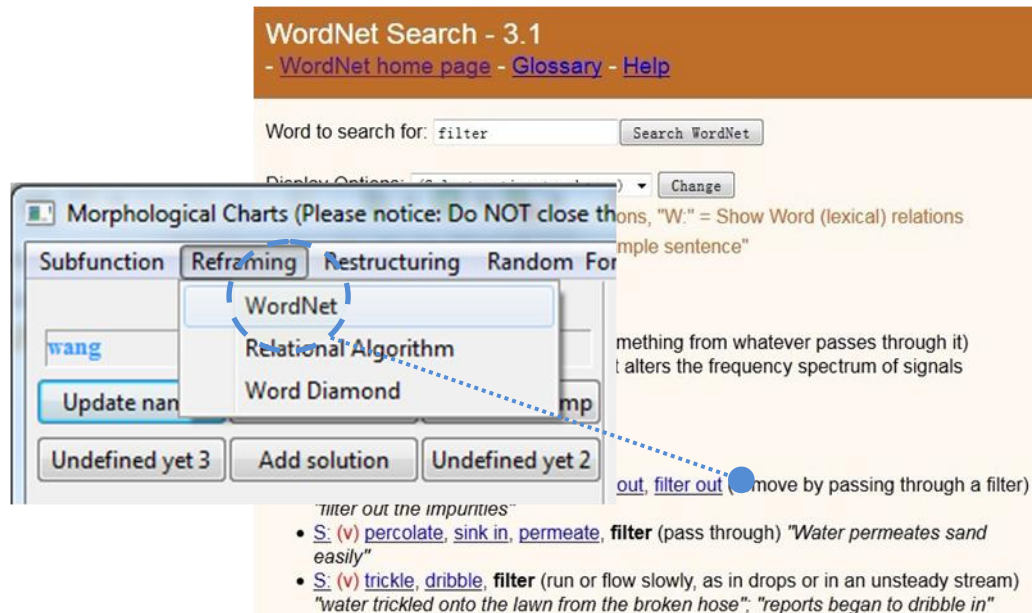 WordNet Search - 3.1
- WordNet home page - Glossary - Help
Word to search for: filter Search WordNet
Display Options: Change
ons, "W:" = Show Word (lexical) relations
mple sentence"
Morphological Charts (Please notice: Do NOT close th
Subfunction Reframing Restructuring Random For
WordNet
Relational Algorithm
Word Diamond
wang
Update nam mp
Undefined yet 3 Add solution Undefined yet 2
mething from whatever passes through it)
t alters the frequency spectrum of signals
out, filter out move by passing through a filter)
"filter out the impurities"
• S: (v) percolate, sink in, permeate, filter (pass through) "Water permeates sand
easily"
• S: (v) trickle, dribble, filter (run or flow slowly, as in drops or in an unsteady stream)
"water trickled onto the lawn from the broken hose"; "reports began to dribble in"